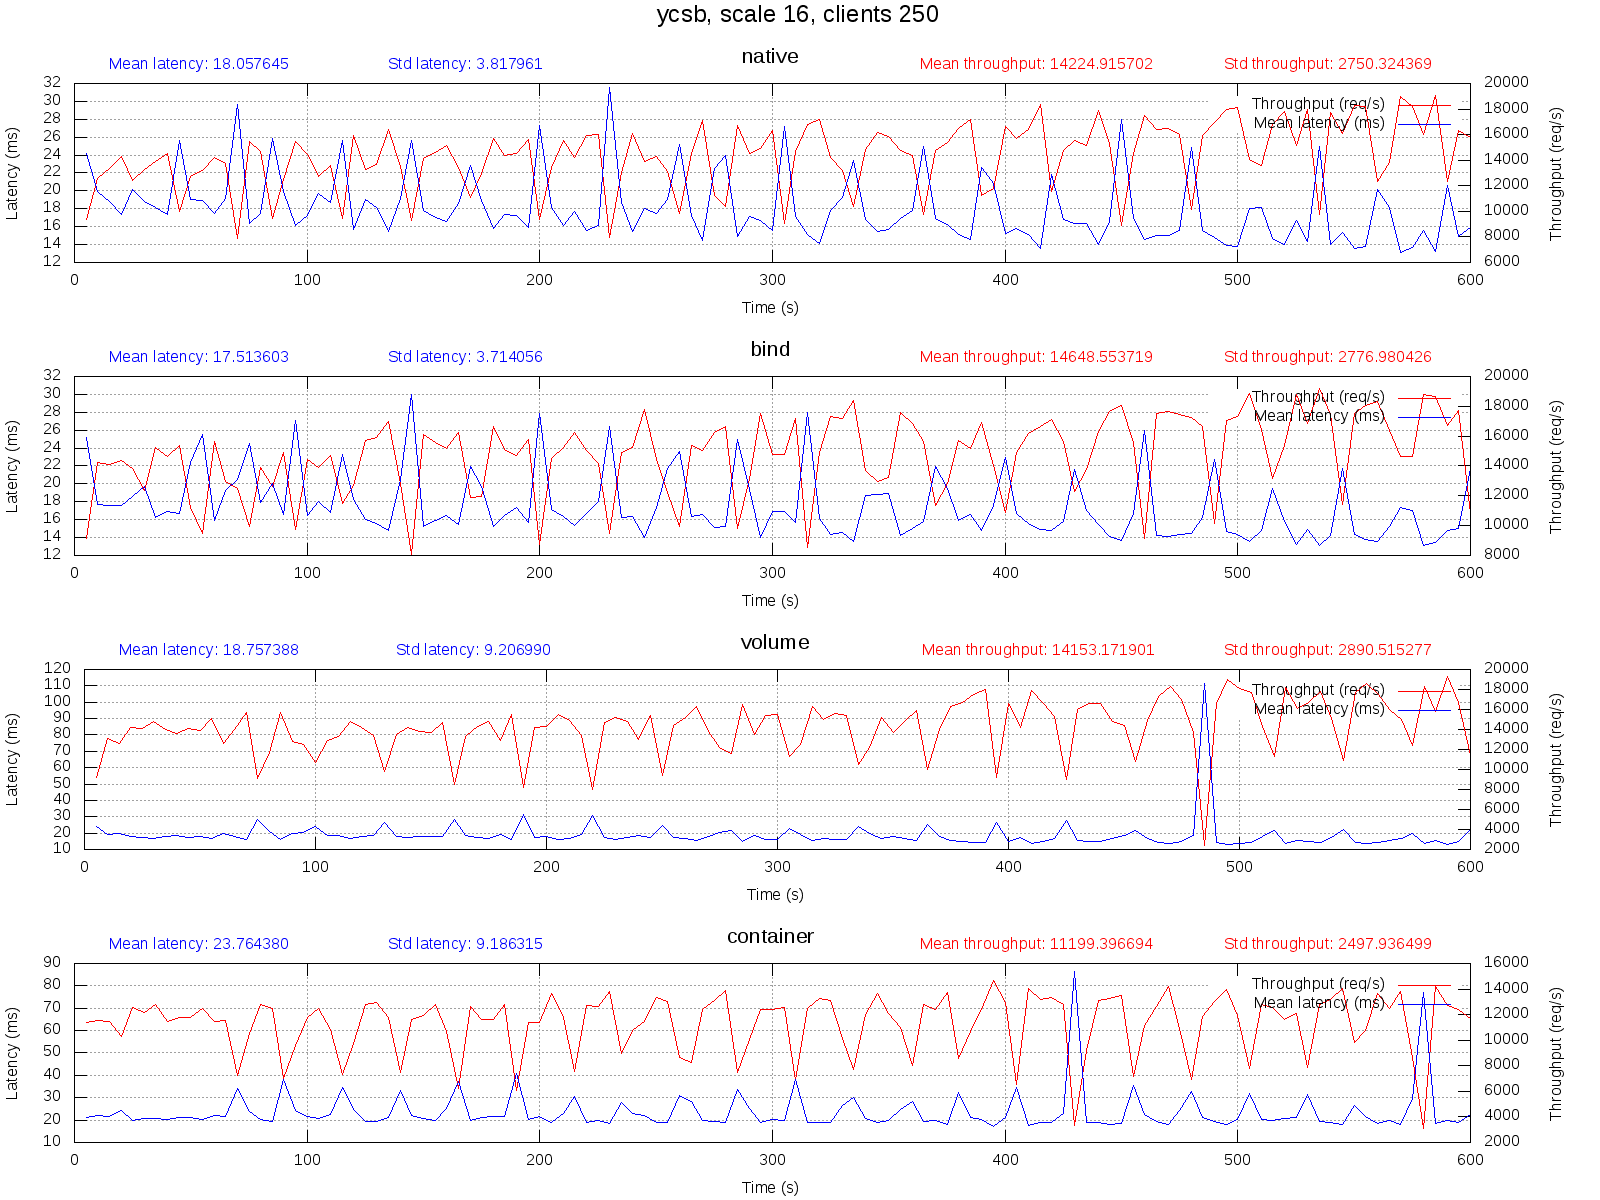 ycsb, scale 16, clients 250
native
Mean latency: 18.057645 Std latency: 3.817961 Mean throughput: 14224.915702 Std throughput: 2750.324369
Latency (ms)
32
30
28
26
24
22
20
18
16
14
12
Throughput (req/s)
Mean latency (ms)
20000
18000
16000
14000
12000
10000
8000
6000
Throughput (req/s)
0 100 200 300 400 500 600
Time (s)
bind
Mean latency: 17.513603 Std latency: 3.714056 Mean throughput: 14648.553719 Std throughput: 2776.980426
Latency (ms)
32
30
28
26
24
22
20
18
16
14
12
Throughput (req/s)
Mean latency (ms)
20000
18000
16000
14000
12000
10000
8000
Throughput (req/s)
0 100 200 300 400 500 600
Time (s)
volume
Mean latency: 18.757388 Std latency: 9.206990 Mean throughput: 14153.171901 Std throughput: 2890.515277
Latency (ms)
120
110
100
90
80
70
60
50
40
30
20
10
Throughput (req/s)
Mean latency (ms)
20000
18000
16000
14000
12000
10000
8000
6000
4000
2000
Throughput (req/s)
0 100 200 300 400 500 600
Time (s)
container
Mean latency: 23.764380 Std latency: 9.186315 Mean throughput: 11199.396694 Std throughput: 2497.936499
Latency (ms)
90
80
70
60
50
40
30
20
10
Throughput (req/s)
Mean latency (ms)
16000
14000
12000
10000
8000
6000
4000
2000
Throughput (req/s)
0 100 200 300 400 500 600
Time (s)